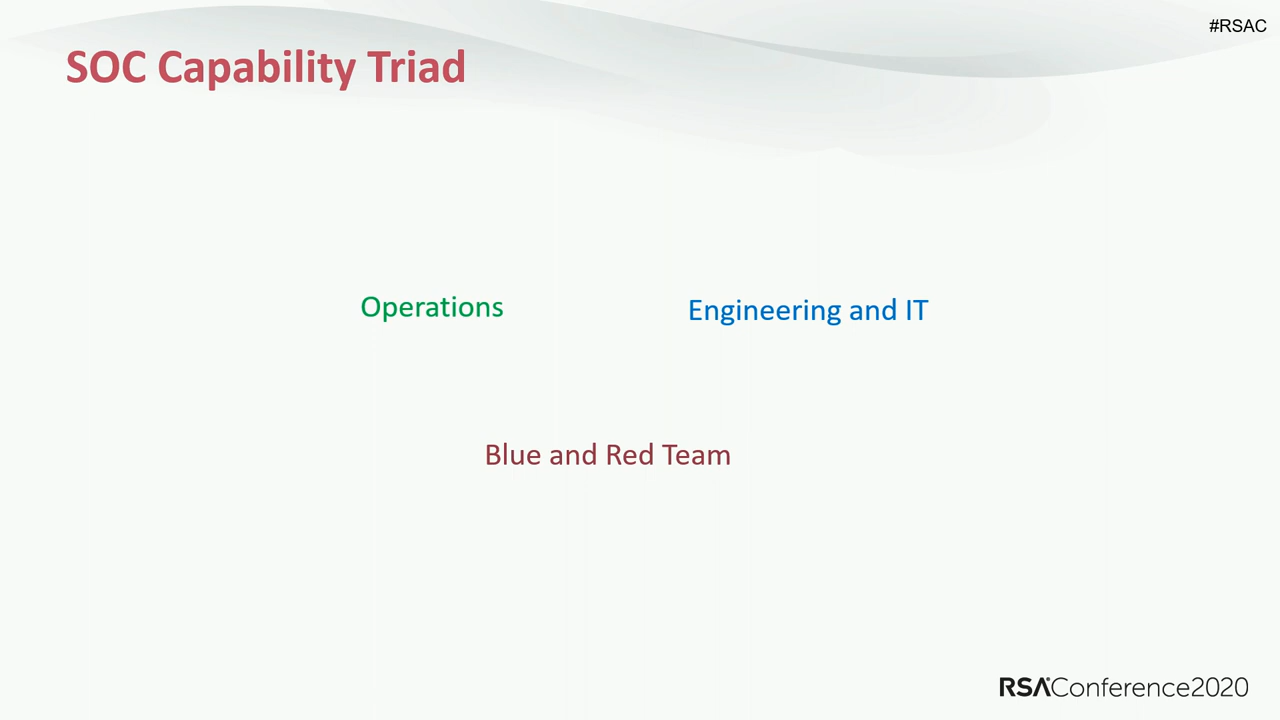 #RSAC
SOC Capability Triad
Operations
Engineering and IT
Blue and Red Team
RSAConference2020